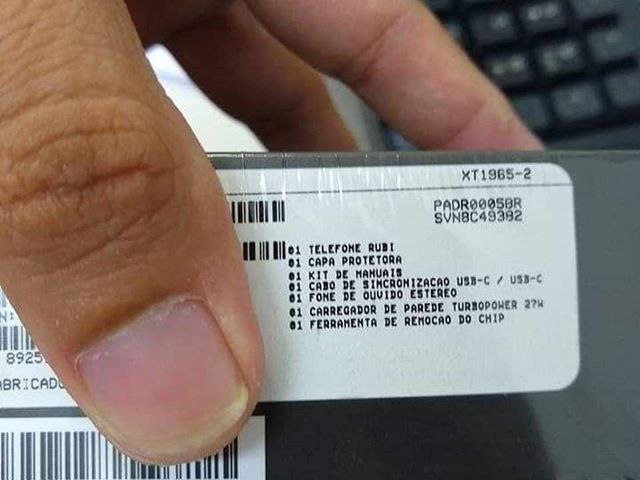 XT1965-2
PADR0005BR
SVN8C49382
01 TELEFONE RUBI
01 CAPA PROTETORA
01 KIT DE MANUAIS
01 CABO DE SINCRONIZACAO USB-C / USB-C
01 FONE DE OUVIDO ESTEREO
01 CARREGADOR DE PAREDE TURBOPOWER 27W
01 FERRAMENTA DE REMOCAO DO CHIP
N:
8925
ABRICADO